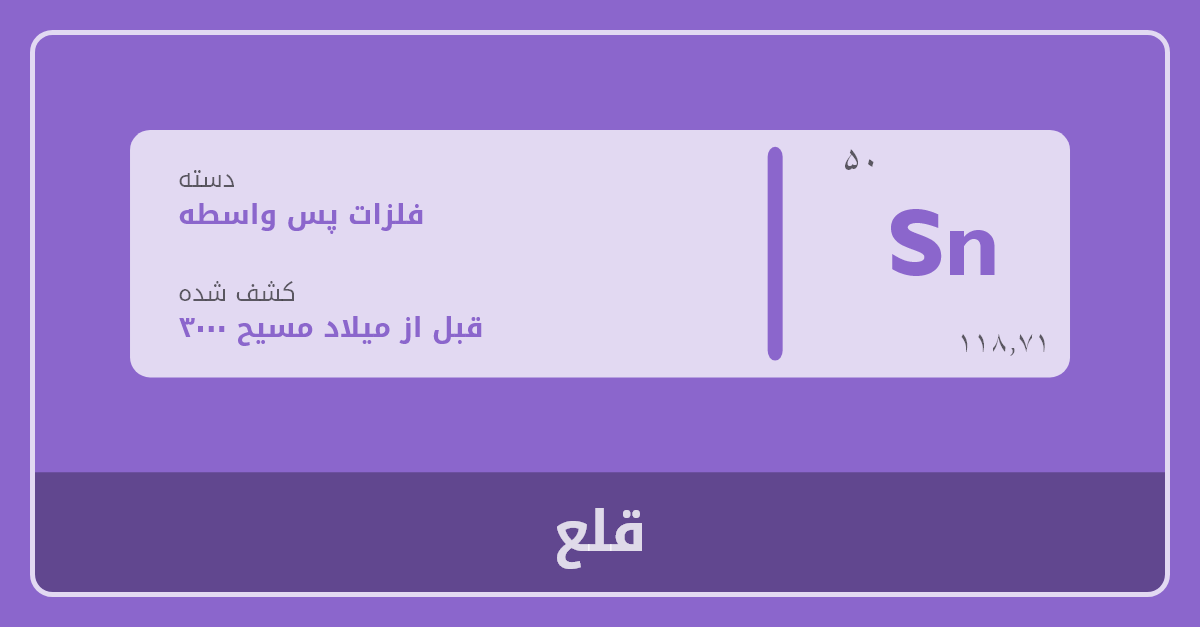 ۵۰
Sn
۱۱۸,۷۱
دسته
فلزات پس واسطه
کشف شده
قبل از میلاد مسیح ۳۰۰۰
قلع